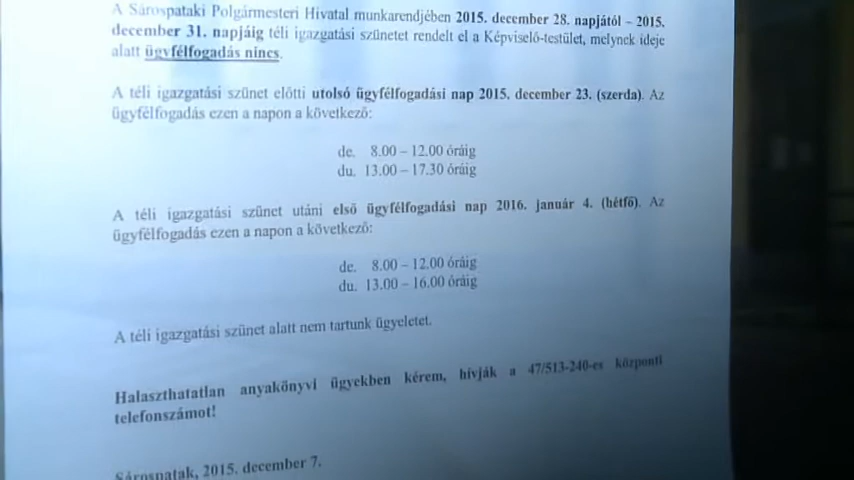 A Sárospataki Polgármesteri Hivatal munkarendjében 2015. december 28. napjától – 2015.
december 31. napjáig téli igazgatási szünetet rendelt el a Képviselő-testület, melynek ideje
alatt ügyfélfogadás nincs.
A téli igazgatási szünet előtti utolsó ügyfélfogadási nap 2015. december 23. (szerda). Az
ügyfélfogadás ezen a napon a következő:
de. 8.00 – 12.00 óráig
du. 13.00 – 17.30 óráig
A téli igazgatási szünet utáni első ügyfélfogadási nap 2016. január 4. (hétfő). Az
ügyfélfogadás ezen a napon a következő:
de. 8.00 – 12.00 óráig
du. 13.00 – 16.00 óráig
A téli igazgatási szünet alatt nem tartunk ügyeletet.
Halaszthatatlan anyakönyvi ügyekben kérem, hívják a 47/513-240-es központi
telefonszámot!
Sárospatak, 2015. december 7.